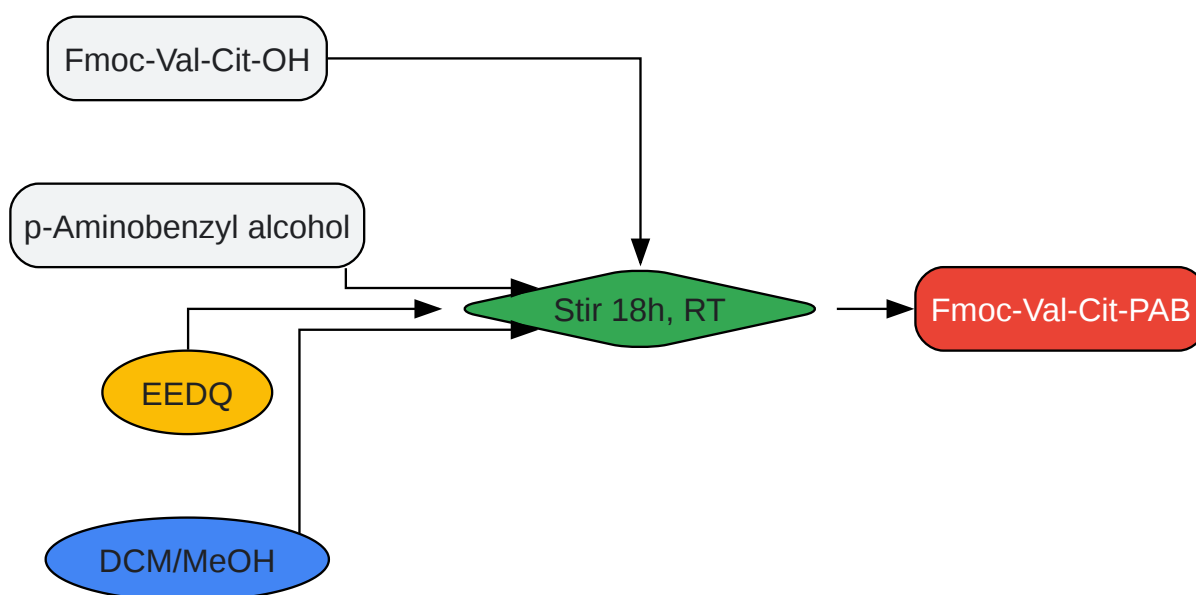 Fmoc-Val-Cit-OH
p-Aminobenzyl alcohol
Stir 18h, RT
Fmoc-Val-Cit-PAB
EEDQ
DCM/MeOH